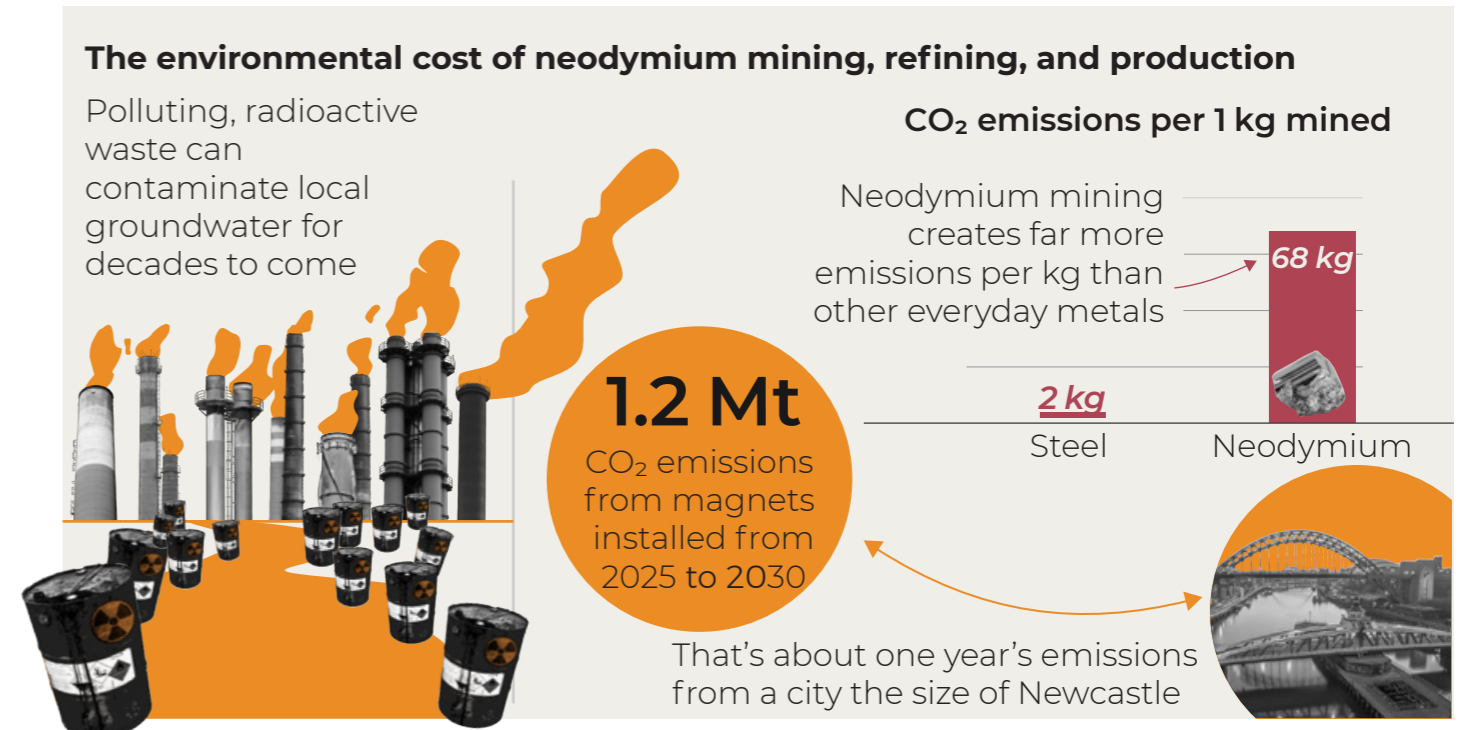 The environmental cost of neodymium mining, refining, and production
Polluting, radioactive
waste can
contaminate local
groundwater for
decades to come
CO₂ emissions per 1 kg mined
Neodymium mining
creates far more
emissions per kg than
other everyday metals
68 kg
2 kg
Steel
Neodymium
1.2 Mt
CO₂ emissions
from magnets
installed from
2025 to 2030
That’s about one year’s emissions
from a city the size of Newcastle